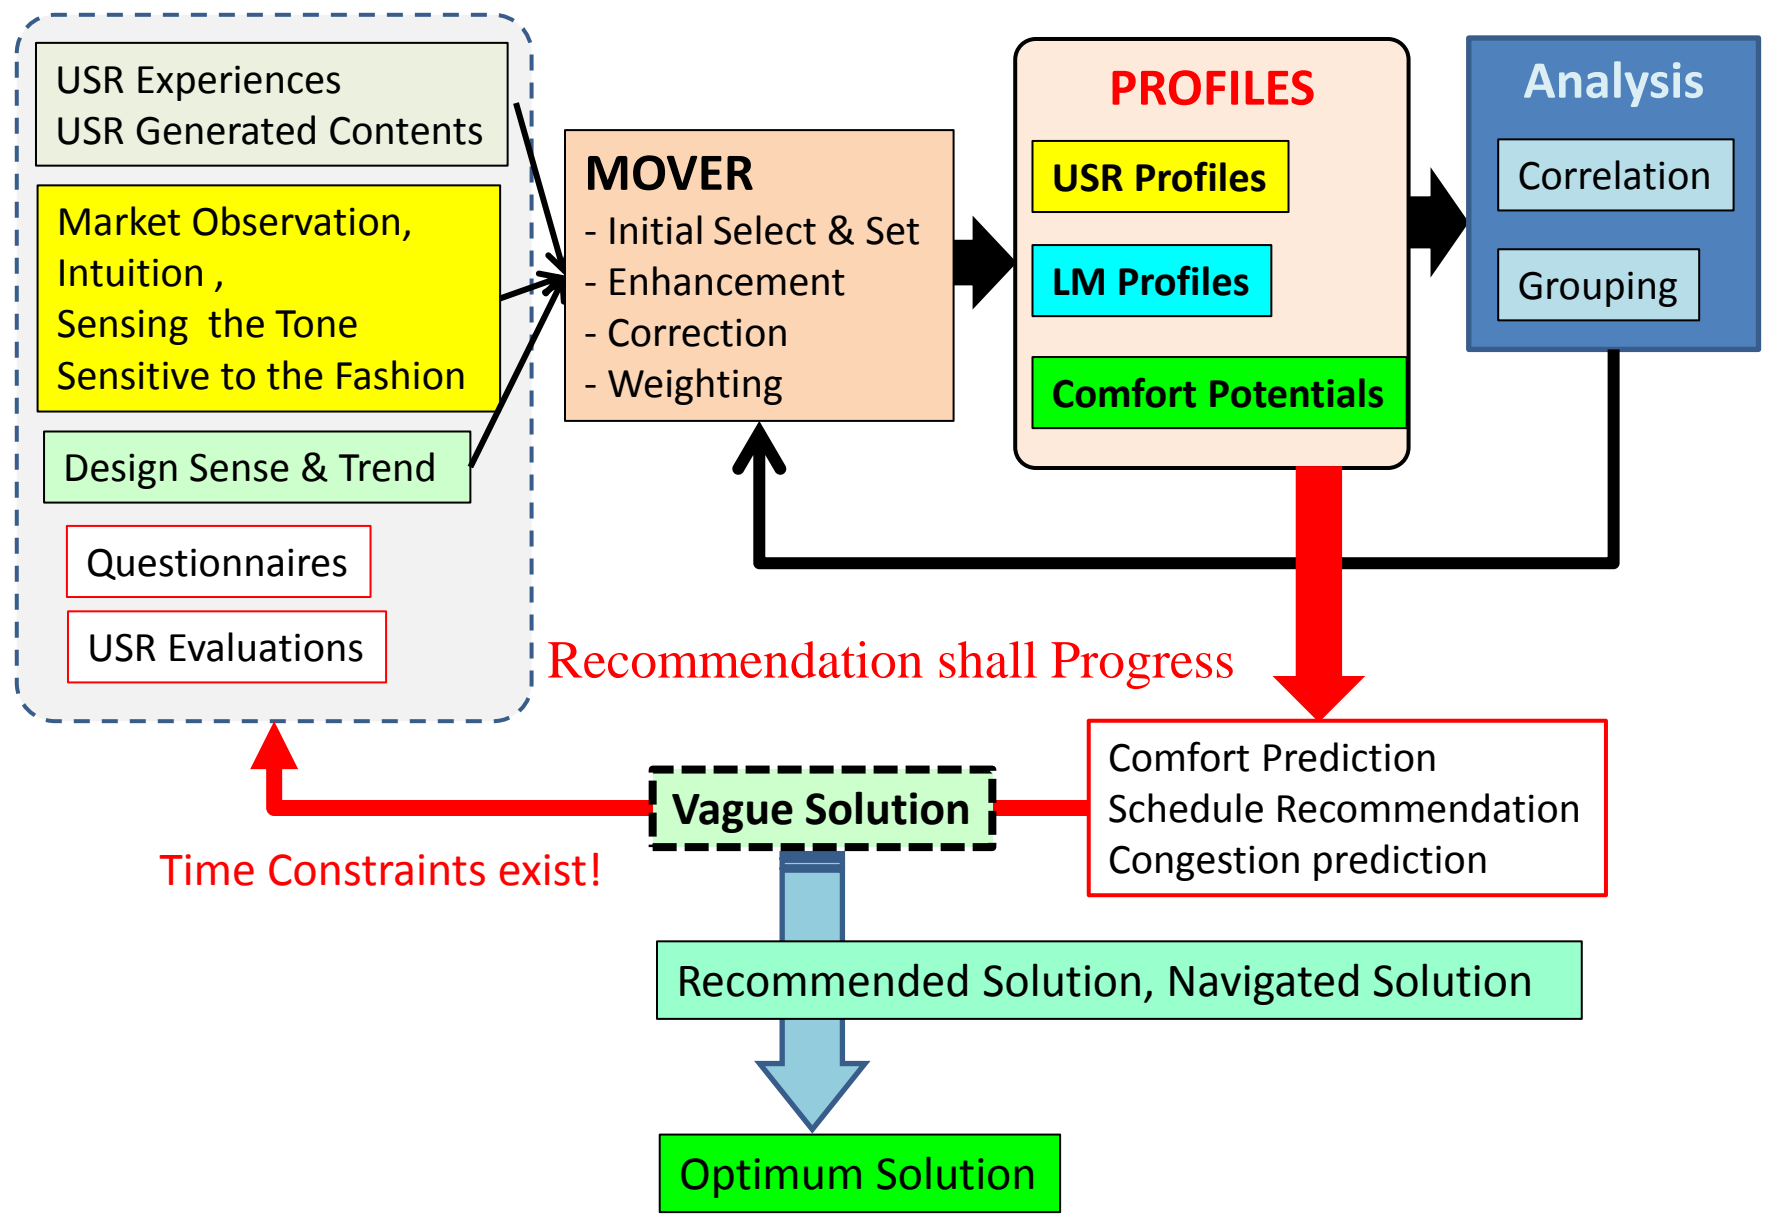 USR Experiences
USR Generated Contents
Market Observation,
Intuition ,
Sensing  the Tone
Sensitive to the Fashion
Design Sense & Trend
Questionnaires
USR Evaluations
MOVER
- Initial Select & Set
- Enhancement
- Correction
- Weighting
PROFILES
USR Profiles
LM Profiles
Comfort Potentials
Analysis
Correlation
Grouping
Recommendation shall Progress
Comfort Prediction
Schedule Recommendation
Congestion prediction
Vague Solution
Time Constraints exist!
Recommended Solution, Navigated Solution
Optimum Solution